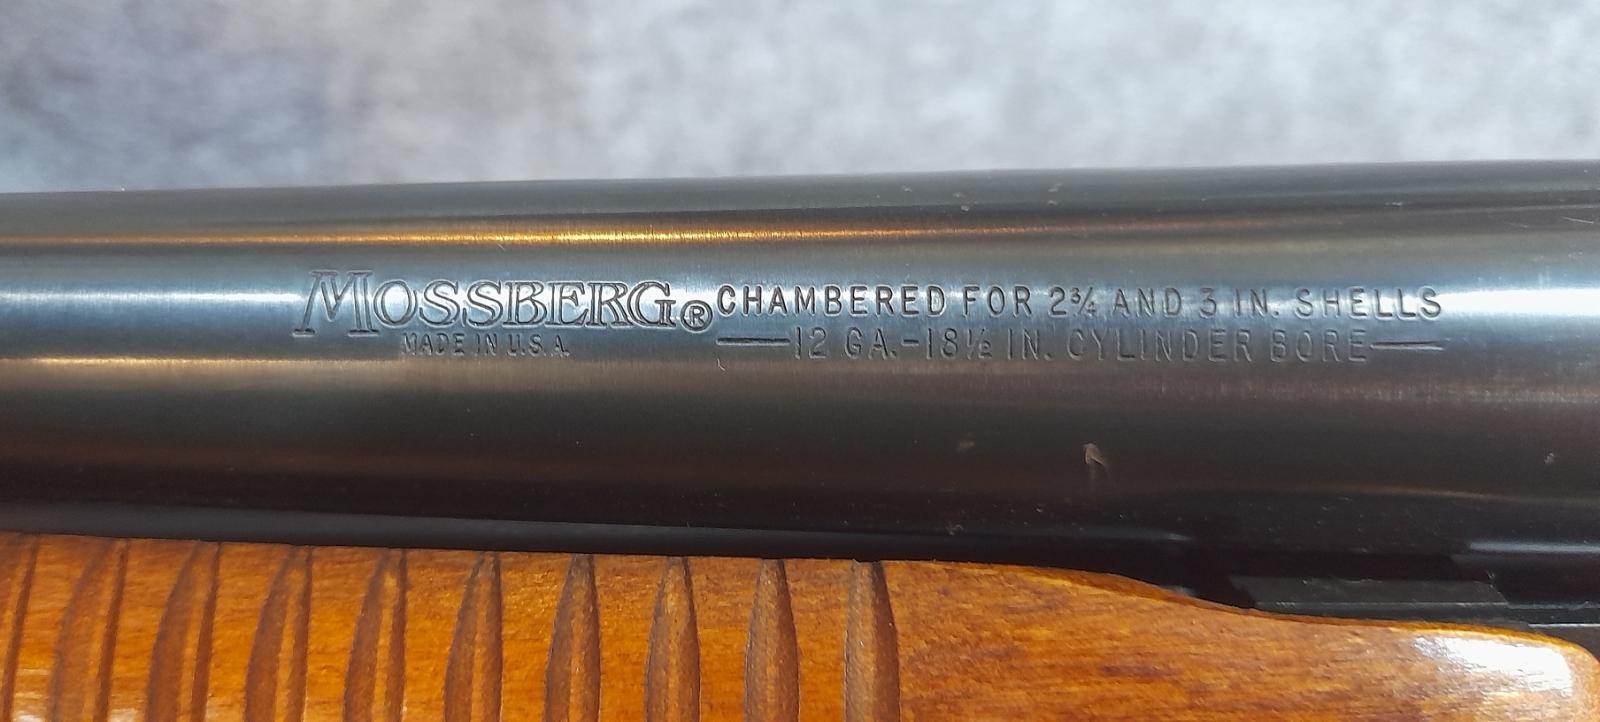 MOSSBERG® CHAMBERED FOR 2¾ AND 3 IN. SHELLS
MADE IN U.S.A. —12 GA.-18½ IN. CYLINDER BORE—